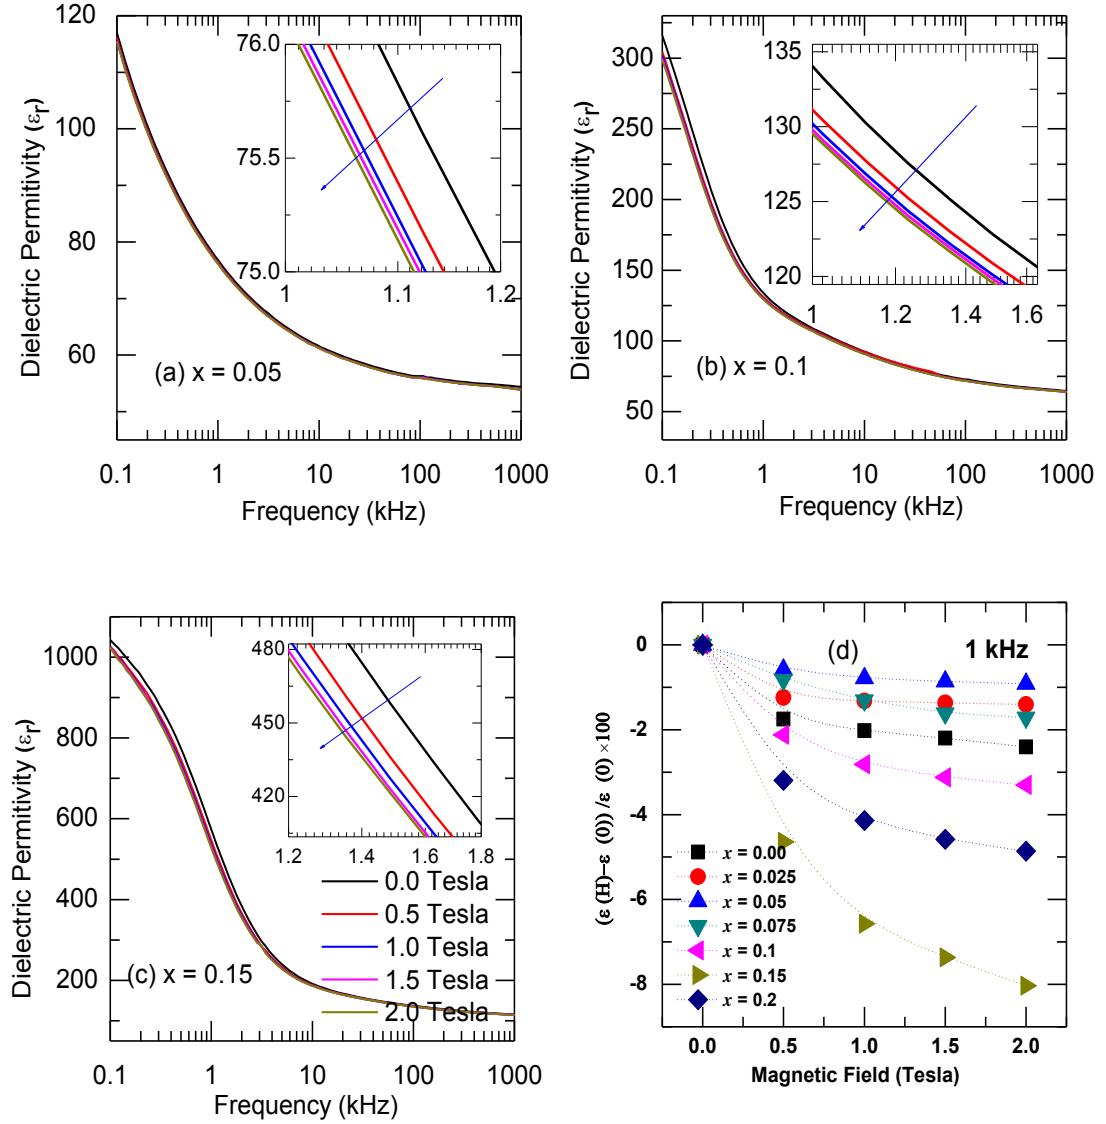 76.0
75.5
75.0
1
1.1
1.2
120
100
80
60
Dielectric Permitivity (εr)
(a) x = 0.05
0.1
1
10
100
1000
Frequency (kHz)
135
130
125
120
1
1.2
1.4
1.6
300
250
200
150
100
50
Dielectric Permitivity (εr)
(b) x = 0.1
0.1
1
10
100
1000
Frequency (kHz)
480
450
420
1.2
1.4
1.6
1.8
1000
800
600
400
200
Dielectric Permitivity (εr)
0.0 Tesla
0.5 Tesla
1.0 Tesla
1.5 Tesla
2.0 Tesla
(c) x = 0.15
0.1
1
10
100
1000
Frequency (kHz)
(d)
1 kHz
0
-2
-4
-6
-8
(ε (H)−ε (0)) /ε (0) ×100
x = 0.00
x = 0.025
x = 0.05
x = 0.075
x = 0.1
x = 0.15
x = 0.2
0.0
0.5
1.0
1.5
2.0
Magnetic Field (Tesla)